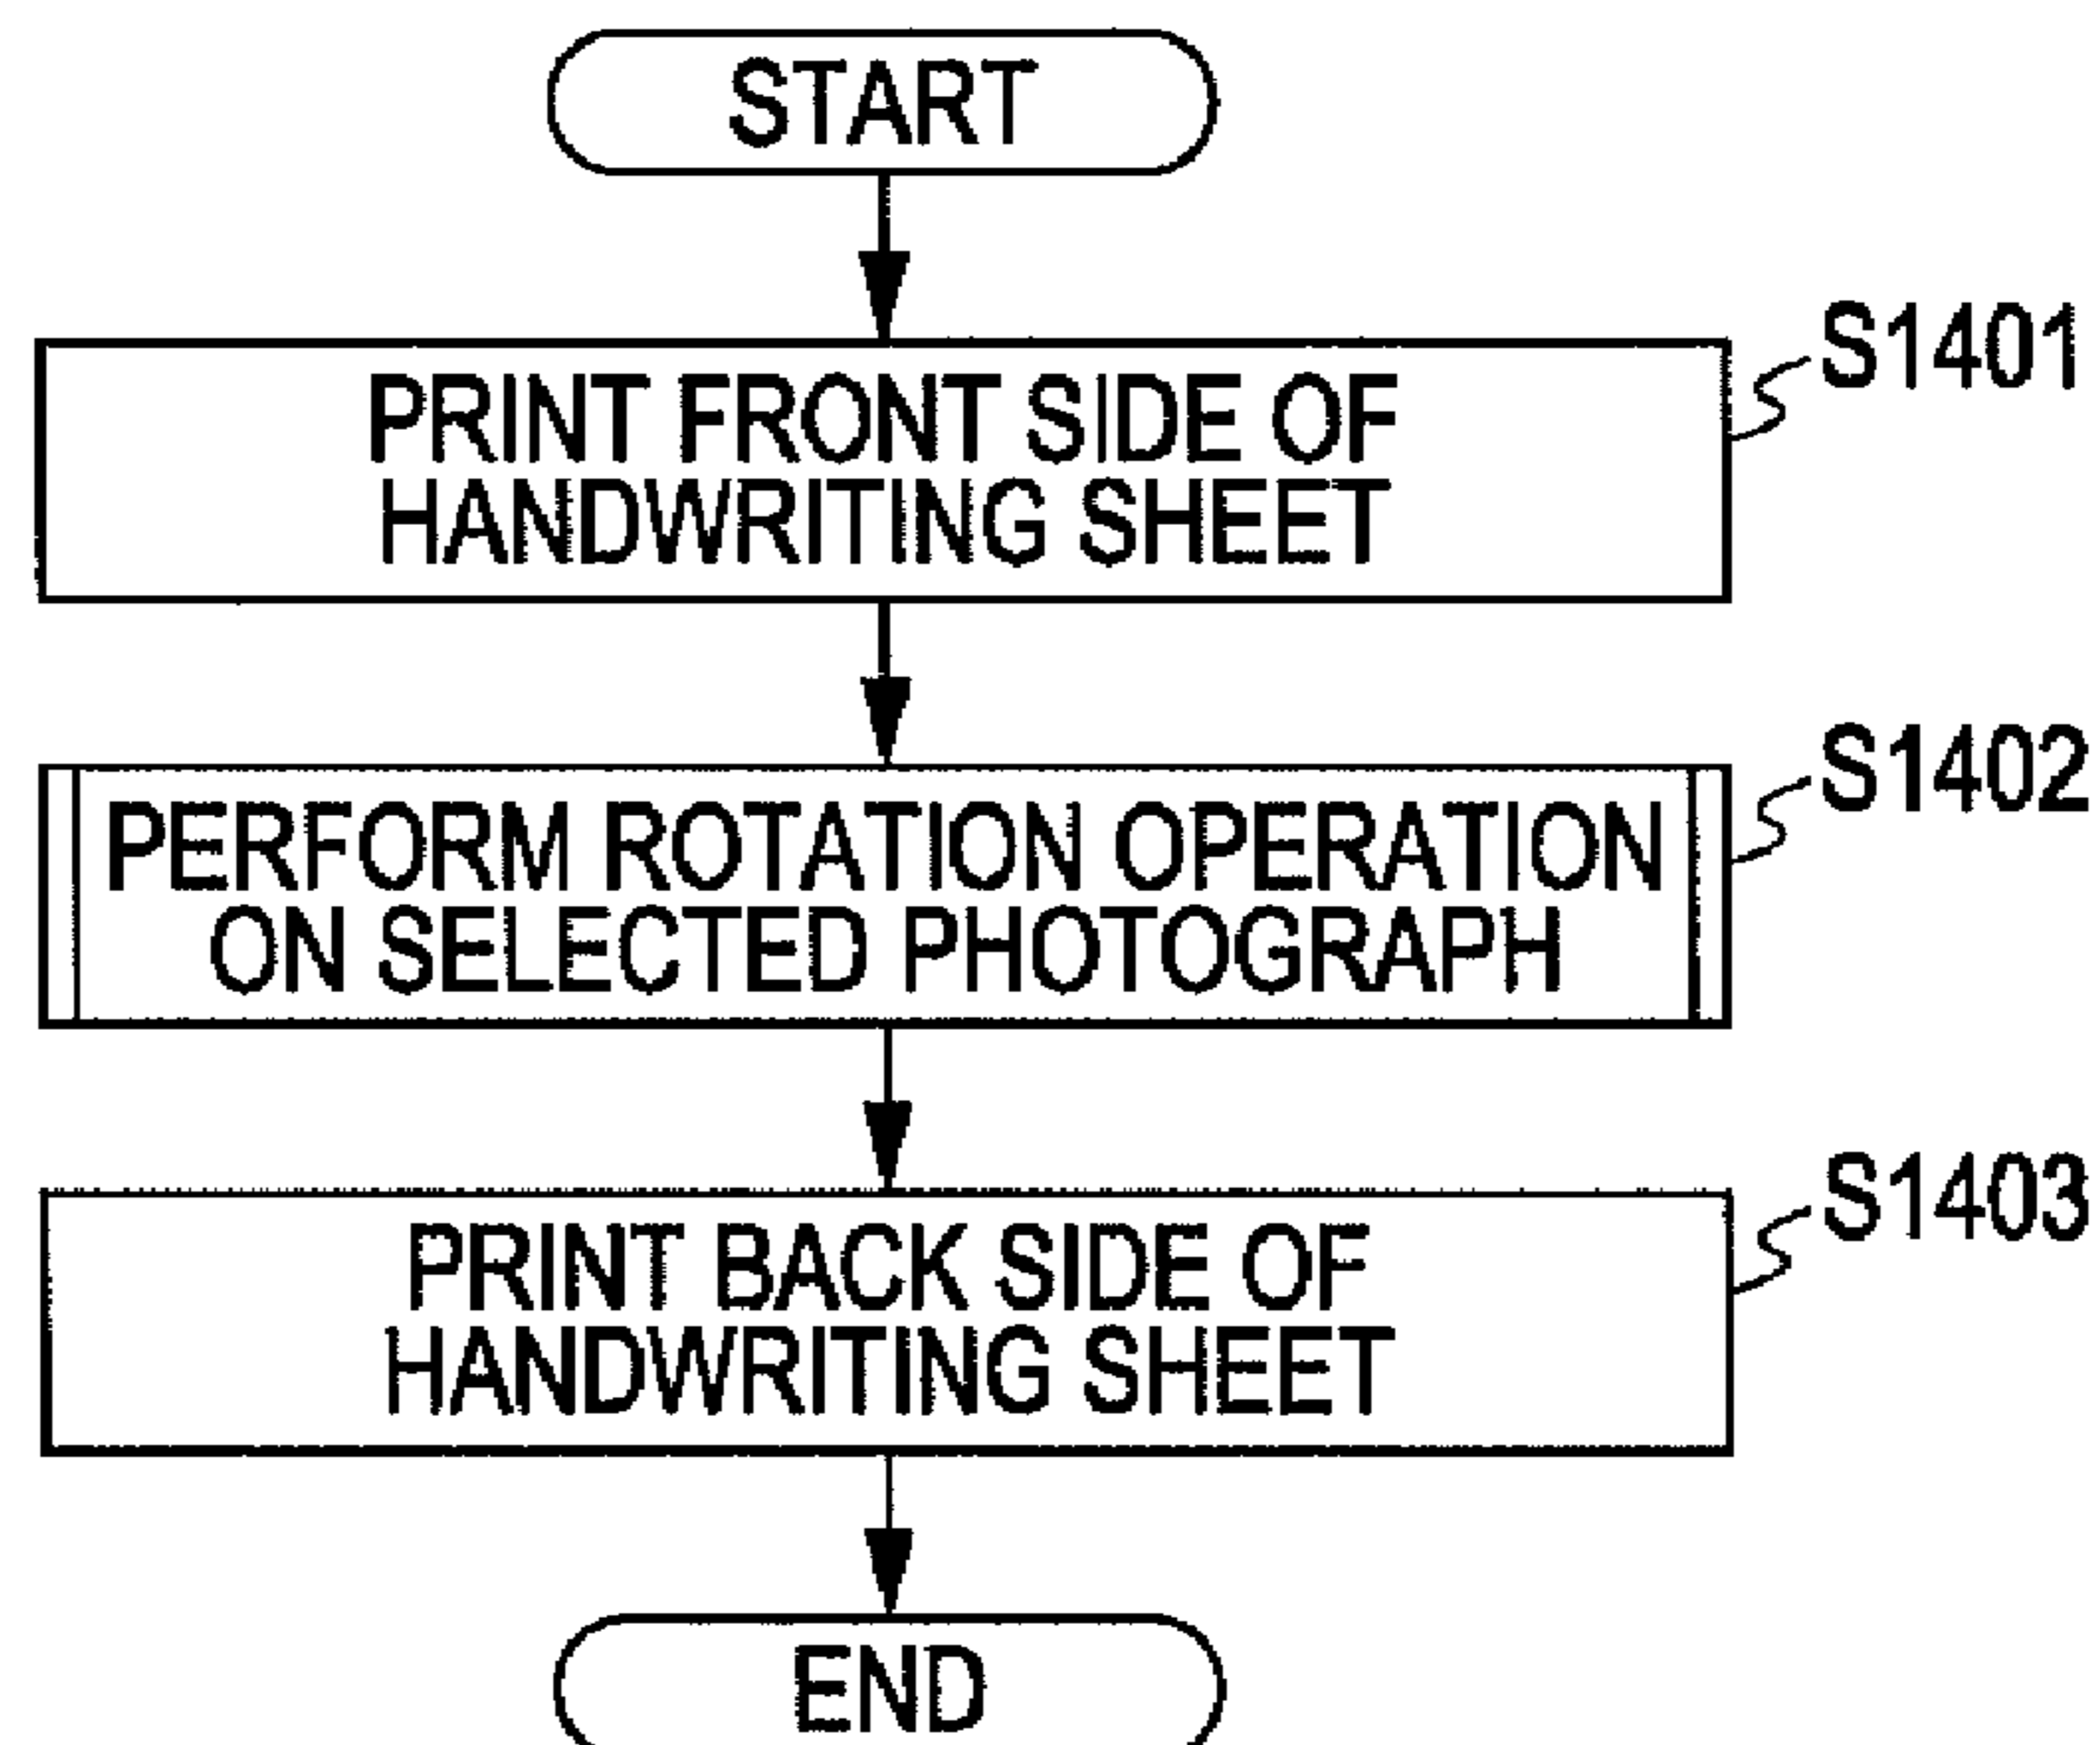 START
S1401
PRINT FRONT SIDE OF
HANDWRITING SHEET
S1402
PERFORM ROTATION OPERATION
ON SELECTED PHOTOGRAPH
S1403
PRINT BACK SIDE OF
HANDWRITING SHEET
END